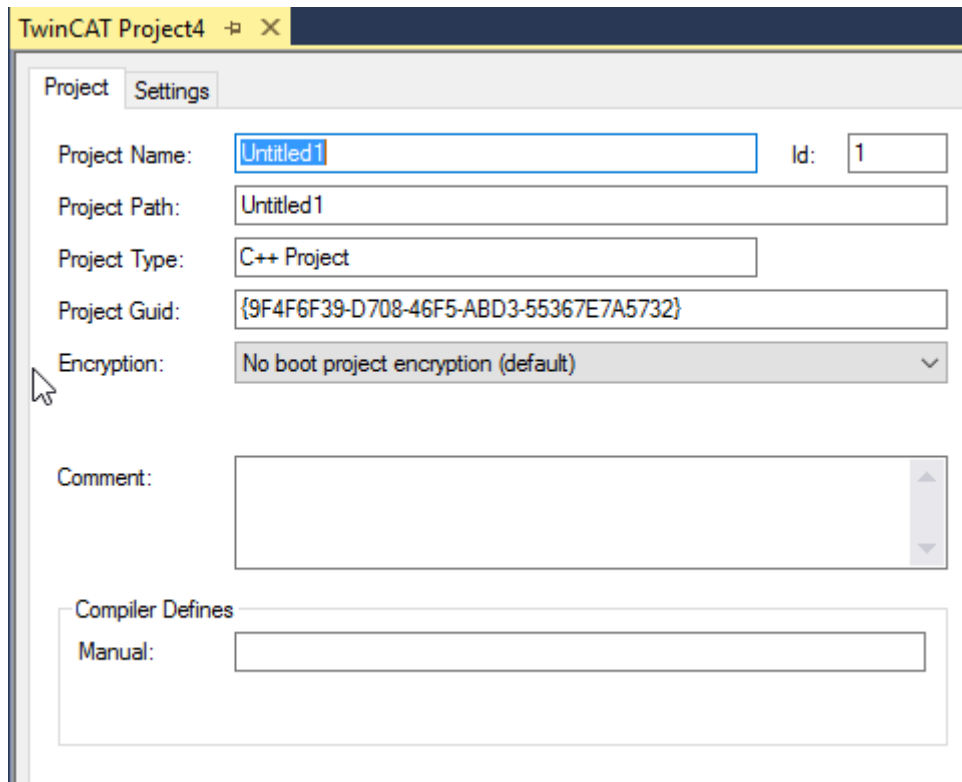 TwinCAT Project4
Project Settings
Project Name: Untitled1 Id: 1
Project Path: Untitled1
Project Type: C++ Project
Project Guid: {9F4F6F39-D708-46F5-ABD3-55367E7A5732}
Encryption: No boot project encryption (default)
Comment:
Compiler Defines
Manual: